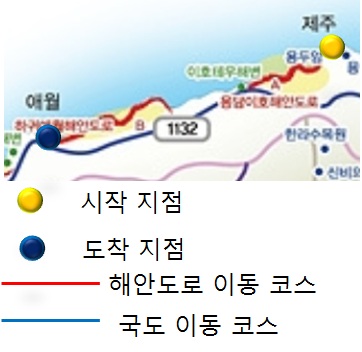 제주
용두암
이호테우해변
A
용담이호해안도로
애월
하귀애월해안도로
B
1132
한라수목원
신비의
시작 지점
도착 지점
해안도로 이동 코스
국도 이동 코스